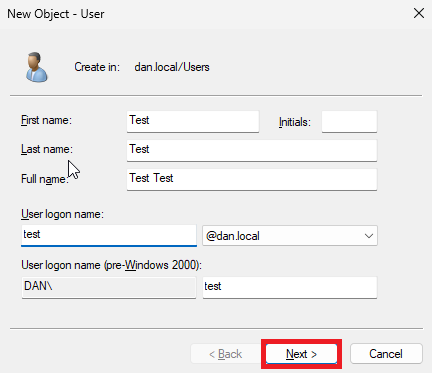 New Object - User
Create in: dan.local/Users
First name: Test Initials:
Last name: Test
Full name: Test Test
User logon name:
test @dan.local
User logon name (pre-Windows 2000):
DAN\ test
< Back Next > Cancel